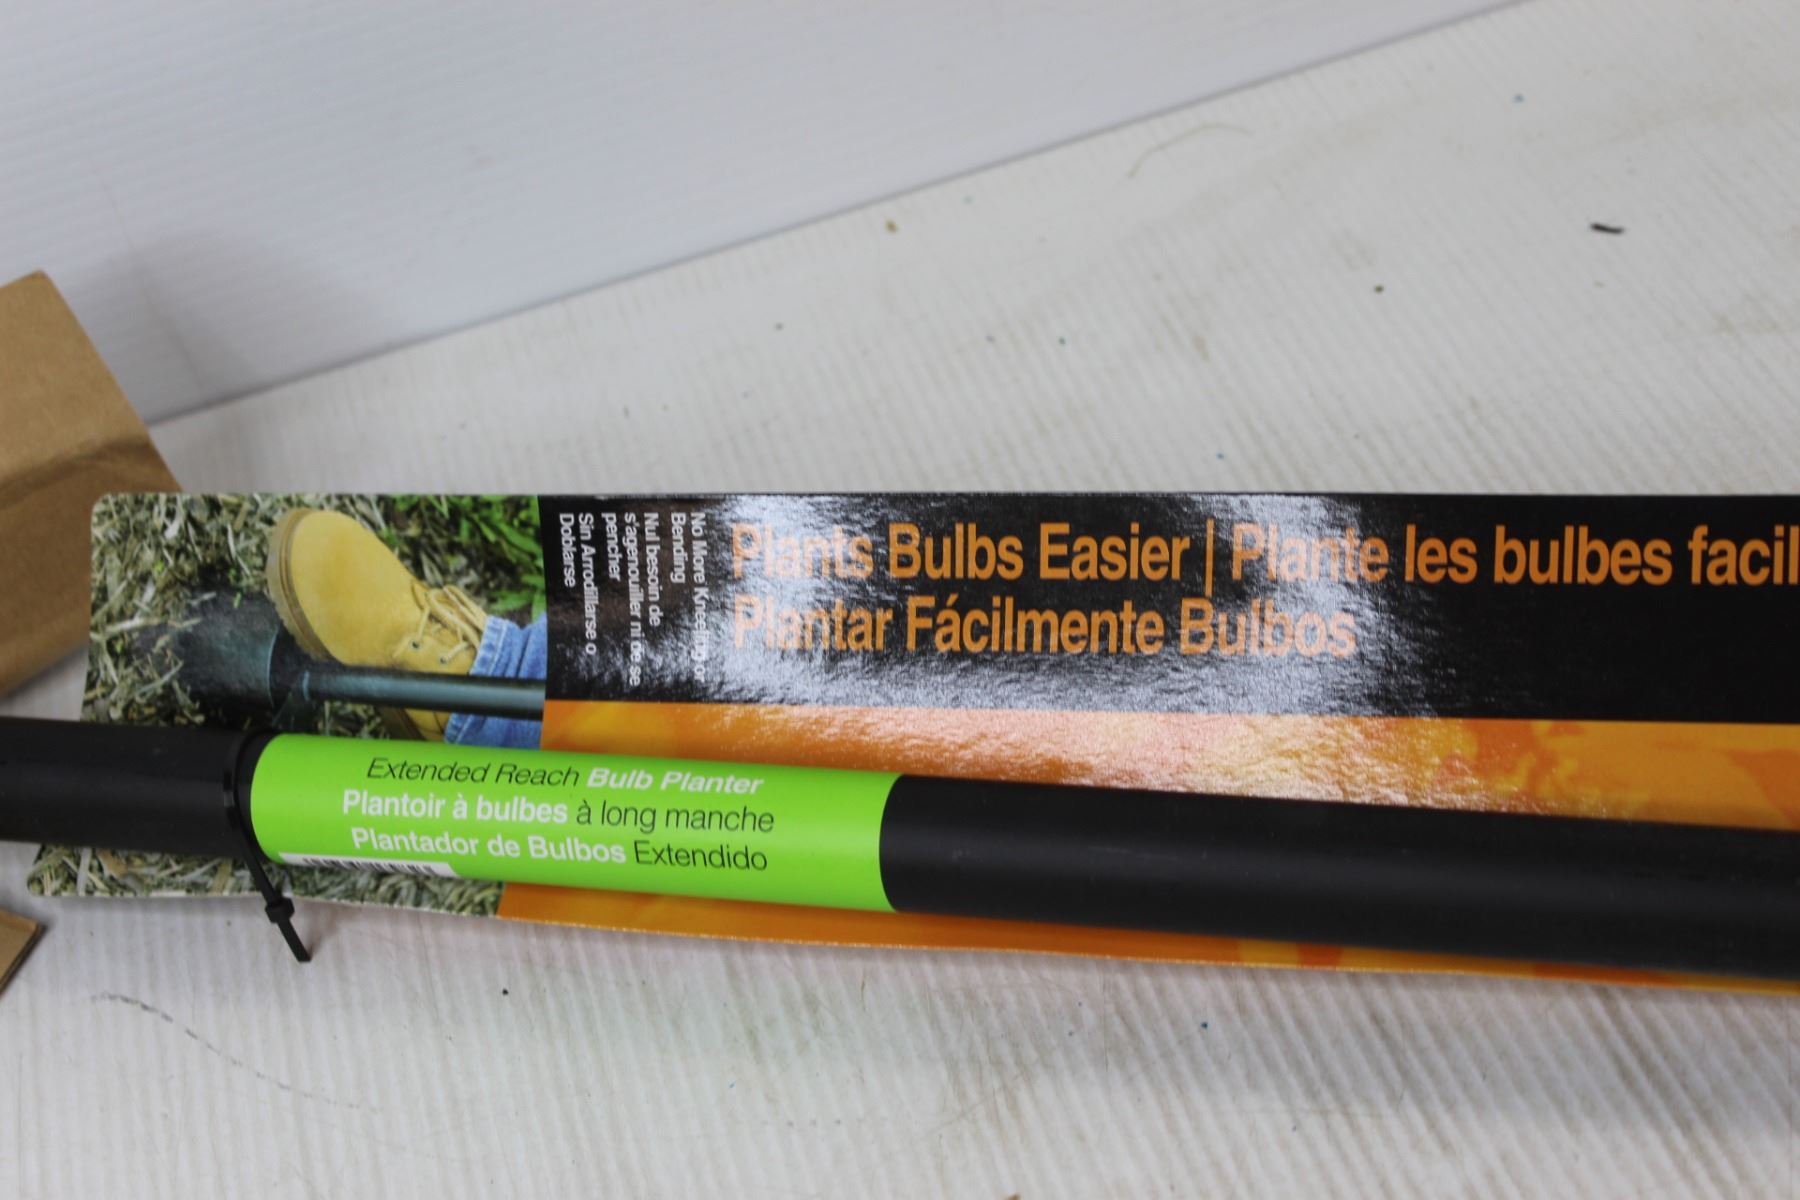 Plants Bulbs Easier | Plante les bulbes facil
Plantar Fácilmente Bulbos
No More Kneeling or
Bending
Nul besoin de
s'agenouiller ni de se
pencher
Sin Arrodillarse o
Doblarse
Extended Reach Bulb Planter
Plantoir à bulbes à long manche
Plantador de Bulbos Extendido